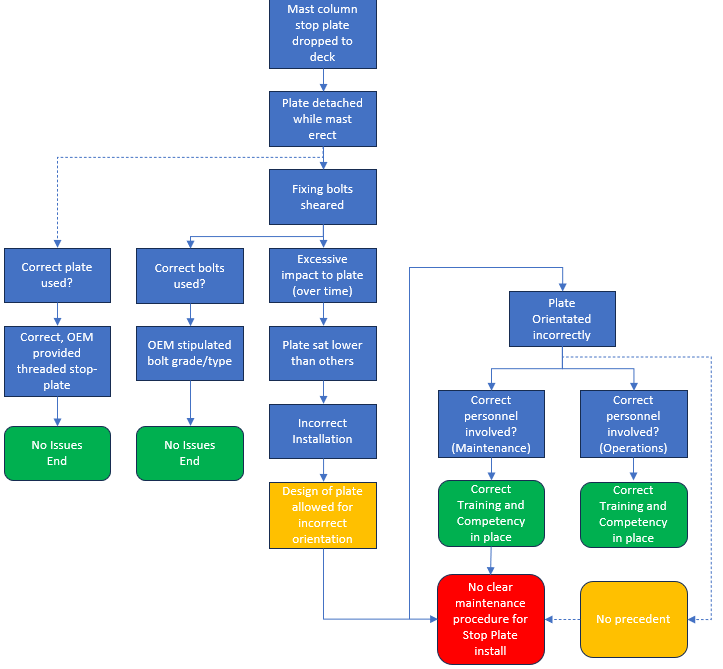 Mast column
stop plate
dropped to
deck
Plate detached
while mast
erect
Fixing bolts
sheared
Correct plate
used?
Correct bolts
used?
Excessive
impact to plate
(over time)
Plate
Orientated
incorrectly
Correct, OEM
provided
threaded stop-
plate
OEM stipulated
bolt grade/type
Plate sat lower
than others
Correct
personnel
involved?
(Maintenance)
Correct
personnel
involved?
(Operations)
No Issues
End
No Issues
End
Incorrect
Installation
Design of plate
allowed for
incorrect
orientation
Correct
Training and
Competency
in place
Correct
Training and
Competency
in place
No clear
maintenance
procedure for
Stop Plate
install
No precedent